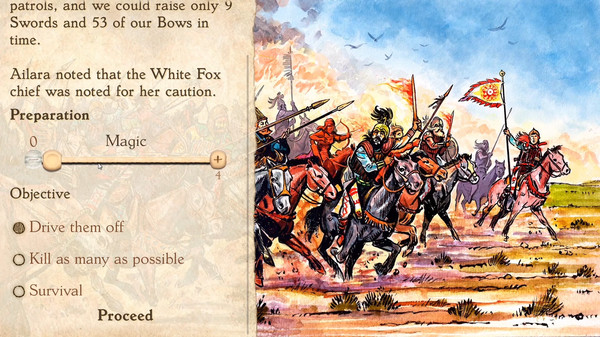 patrols, and we could raise only 9
Swords and 53 of our Bows in
time.
Ailara noted that the White Fox
chief was noted for her caution.
Preparation
0 Magic
+
4
Objective
Drive them off
Kill as many as possible
Survival
Proceed